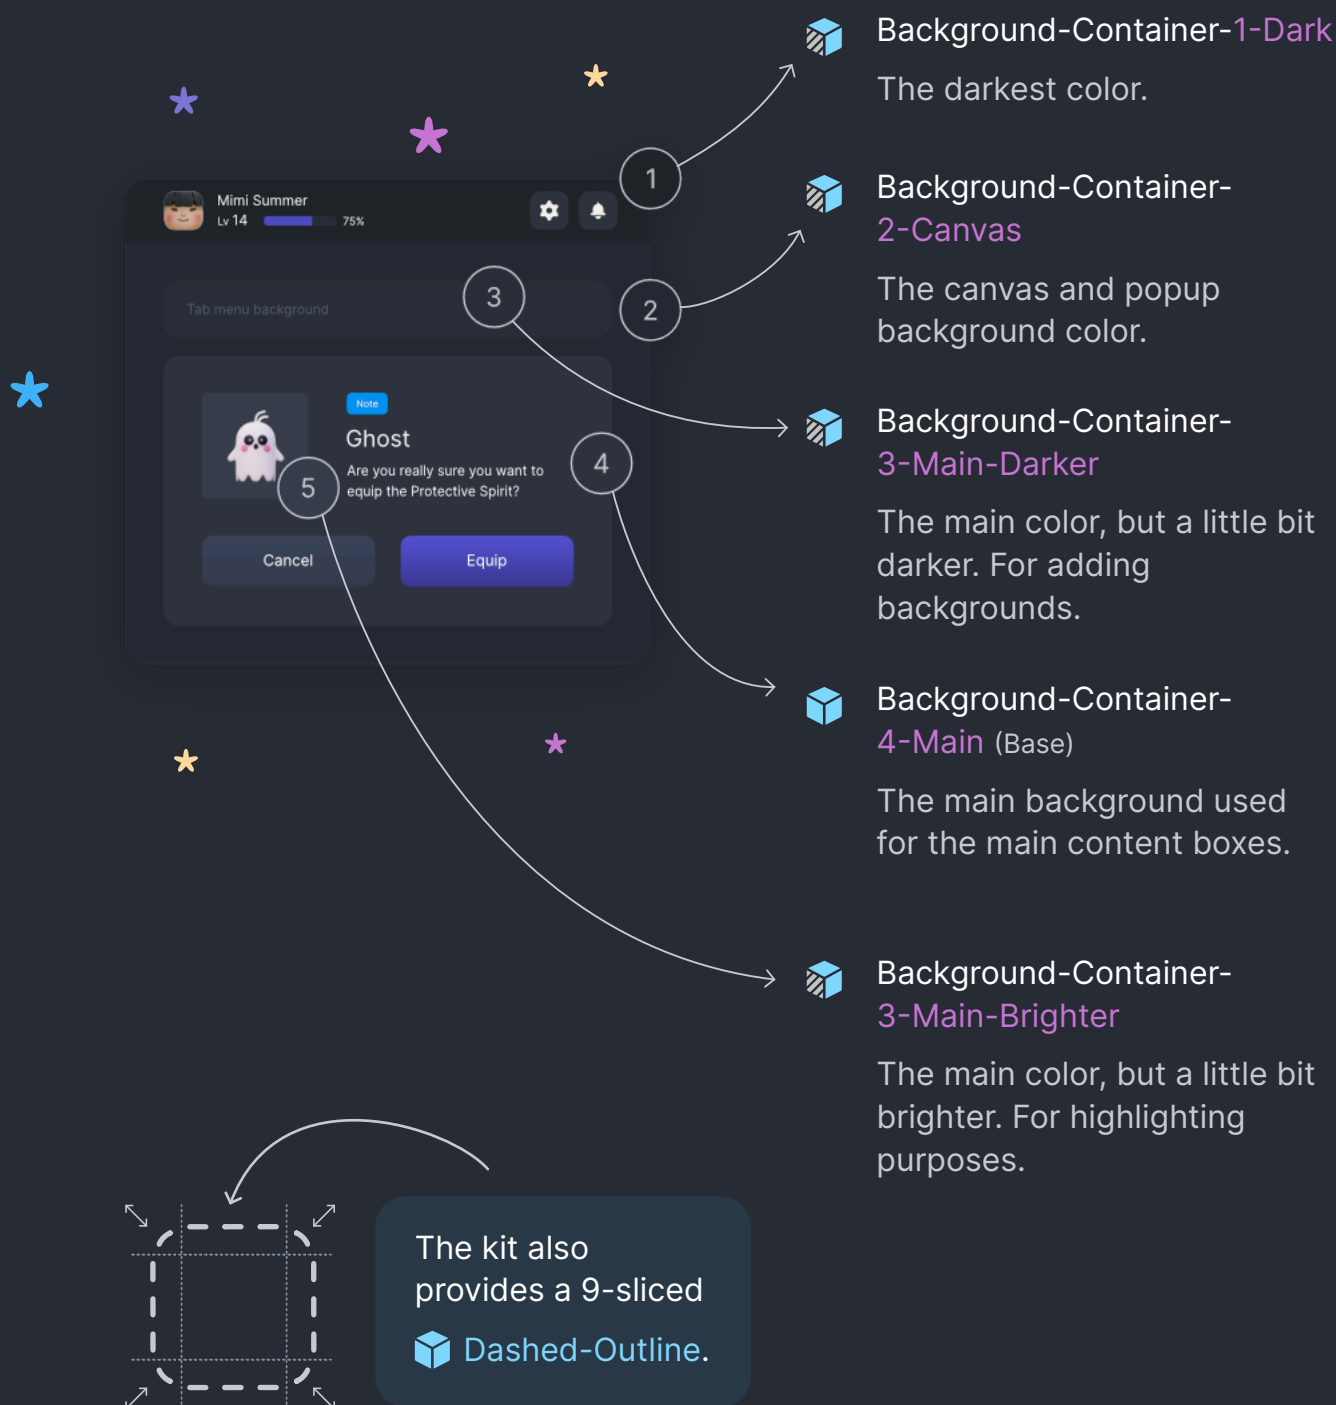 Background-Container-1-Dark
The darkest color.
1
Mimi Summer
Lv 14
75%
Background-Container-
2-Canvas
The canvas and popup
background color.
3
2
Tab menu background
Background-Container-
3-Main-Darker
The main color, but a little bit
darker. For adding
backgrounds.
Note
Ghost
Are you really sure you want to
equip the Protective Spirit?
4
5
Cancel
Equip
Background-Container-
4-Main (Base)
The main background used
for the main content boxes.
Background-Container-
3-Main-Brighter
The main color, but a little bit
brighter. For highlighting
purposes.
The kit also
provides a 9-sliced
Dashed-Outline.